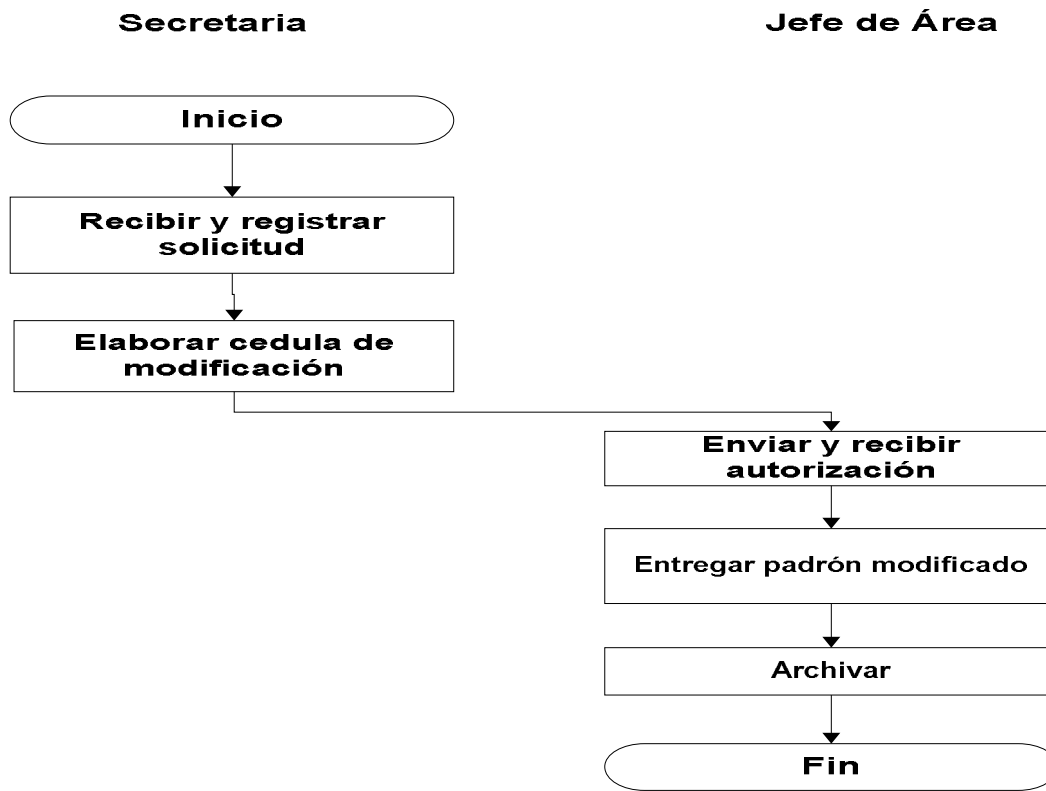 Secretaria
Jefe de Área
Inicio
Recibir y registrar
solicitud
Elaborar cedula de
modificación
Enviar y recibir
autorización
Entregar padrón modificado
Archivar
Fin